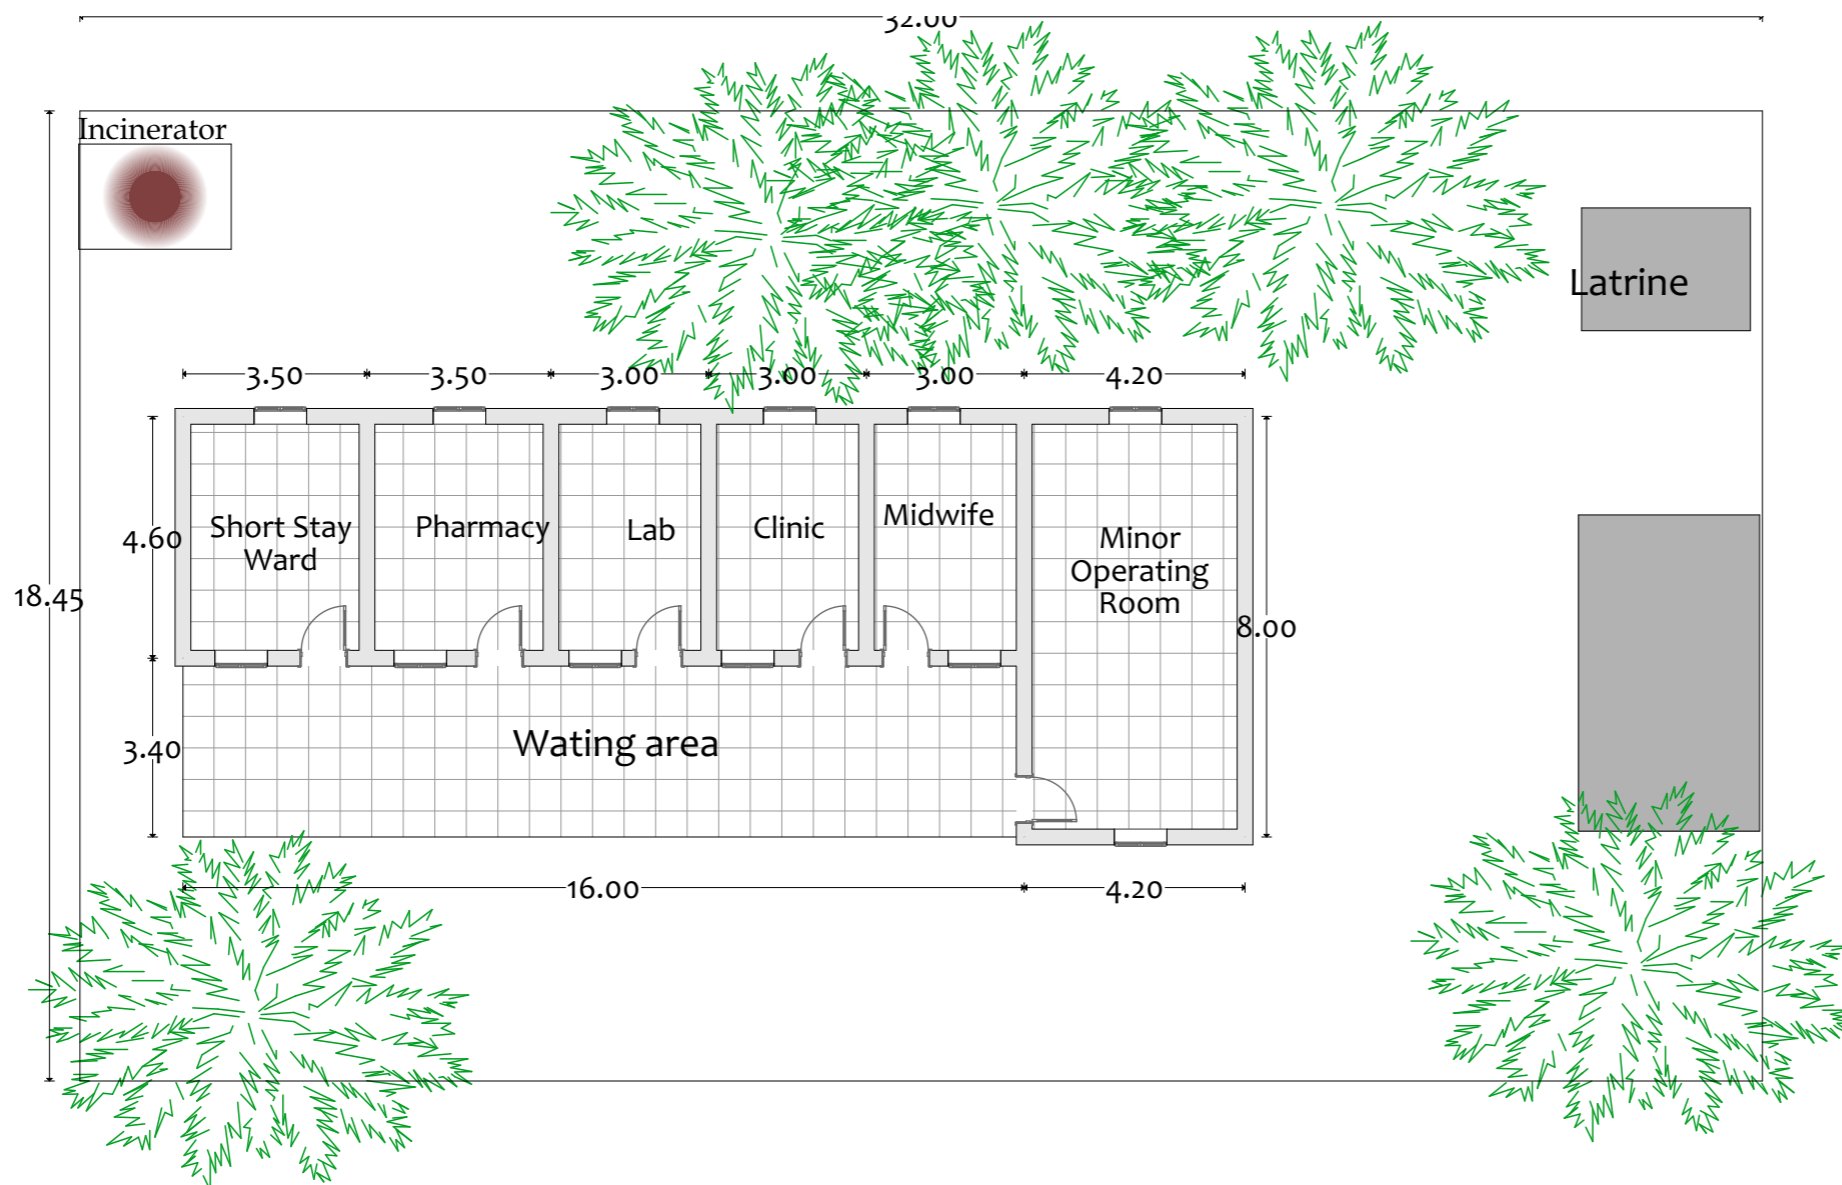 32.00
Incinerator
Latrine
3.50
3.50
3.00
3.00
3.00
4.20
4.60
Short Stay
Ward
Pharmacy
Lab
Clinic
Midwife
Minor
Operating
Room
18.45
8.00
3.40
Wating area
16.00
4.20